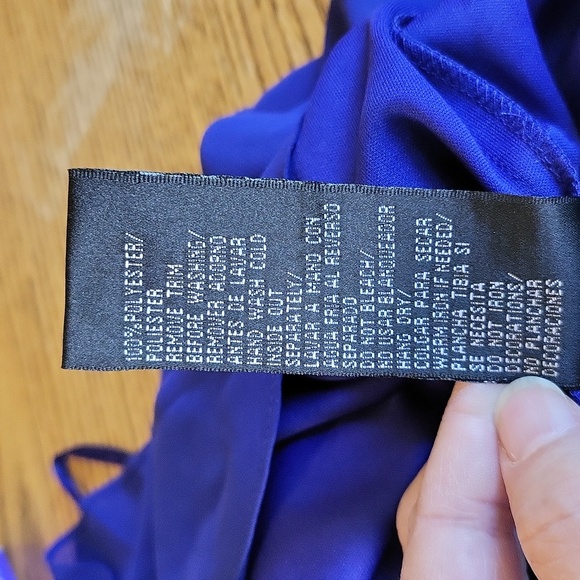 100% POLYESTER/
POLIESTER
REMOVE TRIM
BEFORE WASHING/
REMOVER ADORNO
ANTES DE LAVAR
HAND WASH COLD
INSIDE OUT
SEPARATELY/
LAVAR A MANO CON
AGUA FRIA AL REVERSO
SEPARADO
DO NOT BLEACH/
NO USAR BLANQUEADOR
HANG DRY/
COLGAR PARA SECAR
WARM IRON IF NEEDED/
PLANCHA TIBA SI
SE NECESITA
DO NOT IRON
DECORATIONS/
NO PLANCHAR
DECORACIONES